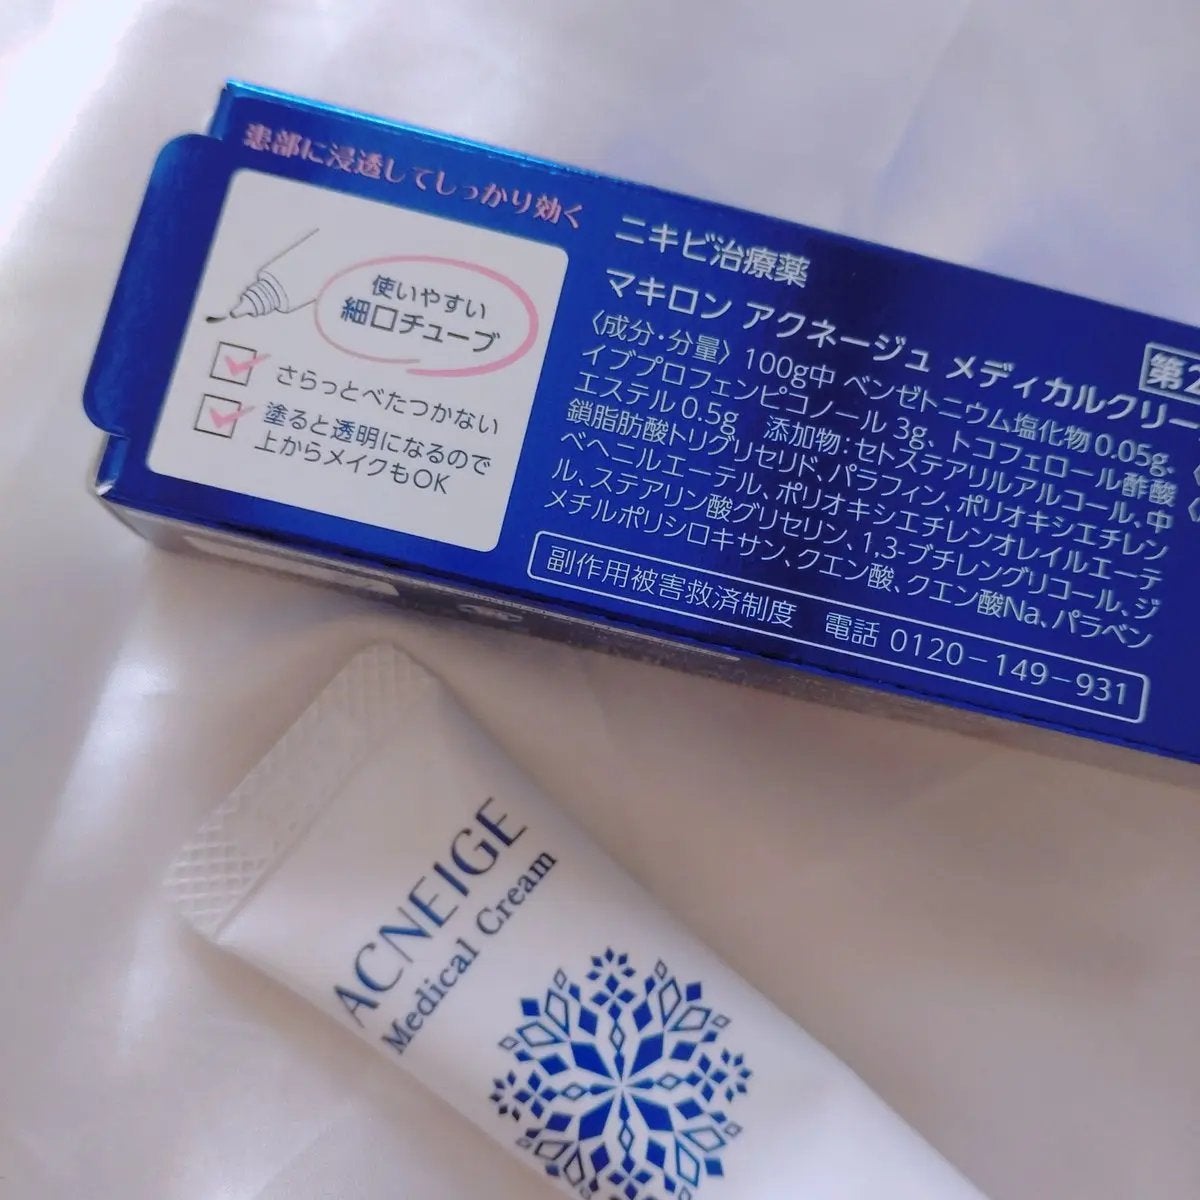 患部に浸透してしっかり効く
使いやすい
細口チューブ
さらっとべたつかない
塗ると透明になるので
上からメイクもOK
ニキビ治療薬
マキロン アクネージュ メディカルクリー
第2
〈成分・分量〉100g中 ベンゼトニウム塩化物0.05g、
イブプロフェンピコノール 3g、トコフェロール酢酸
エステル 0.5g 添加物:セトステアリルアルコール、中
鎖脂肪酸トリグリセリド、パラフィン、ポリオキシエチレン
ベヘニルエーテル、ポリオキシエチレンオレイルエーテ
ル、ステアリン酸グリセリン、1,3-ブチレングリコール、ジ
メチルポリシロキサン、クエン酸、クエン酸Na、パラベン
副作用被害救済制度 電話 0120-149-931
ACNEIGE
Medical Cream